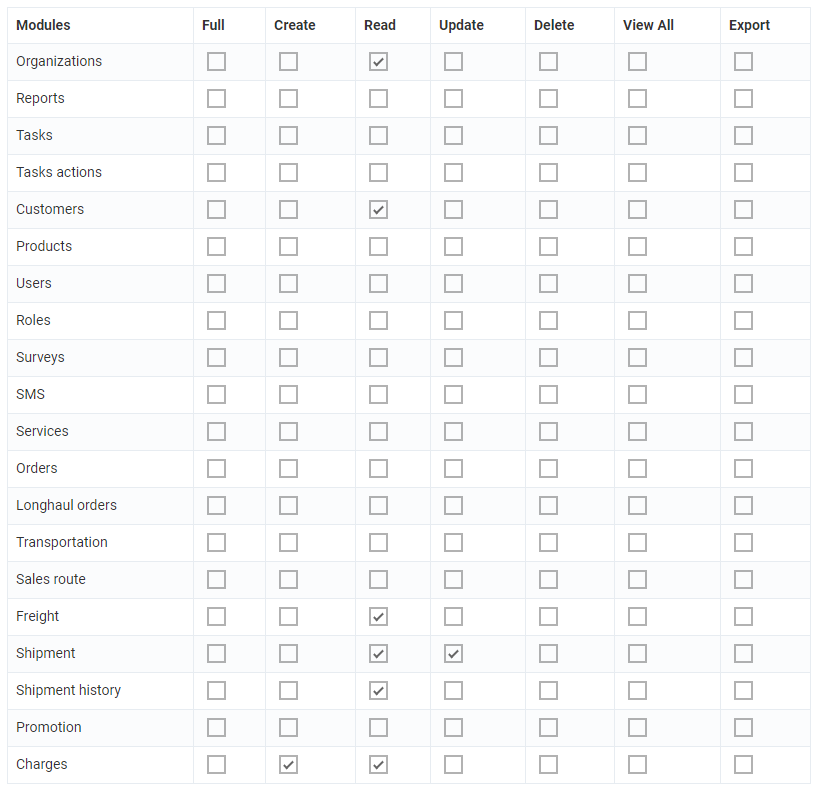 Modules Full Create Read Update Delete View All Export
Organizations
Reports
Tasks
Tasks actions
Customers
Products
Users
Roles
Surveys
SMS
Services
Orders
Longhaul orders
Transportation
Sales route
Freight
Shipment
Shipment history
Promotion
Charges